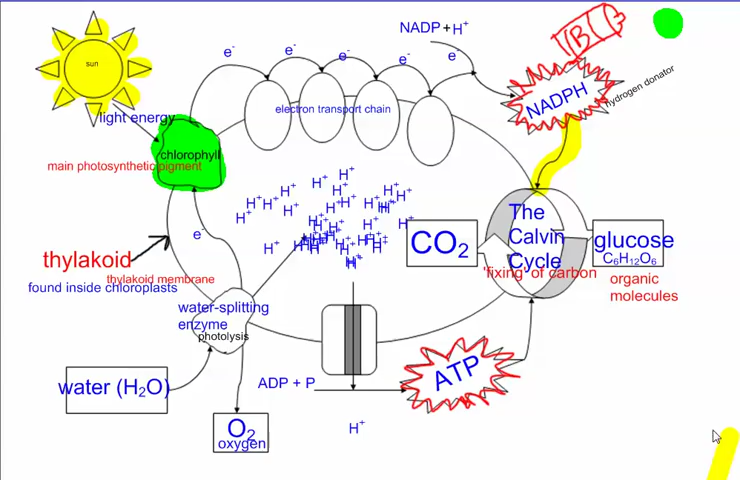 sun
light energy
chlorophyll
main photosynthetic pigment
e-
e-
e-
e-
e-
NADP + H+
B
NADPH
hydrogen donator
electron transport chain
H+ H+ H+ H+ H+ H+ H+ H+ H+ H+ H+
e-
thylakoid
thylakoid membrane
found inside chloroplasts
water-splitting
enzyme
photolysis
water (H2O)
O2
oxygen
ADP + P
H+
ATP
CO2
The
Calvin
Cycle
'fixing' of carbon
glucose
C6H12O6
organic
molecules